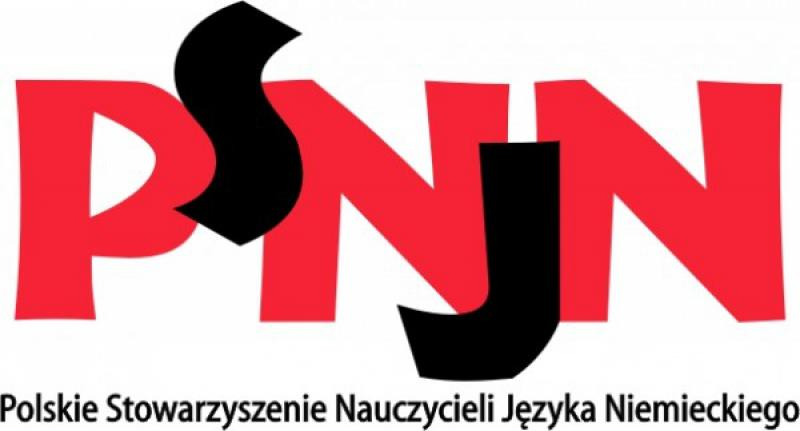 PSNJN
Polskie Stowarzyszenie Nauczycieli Języka Niemieckiego